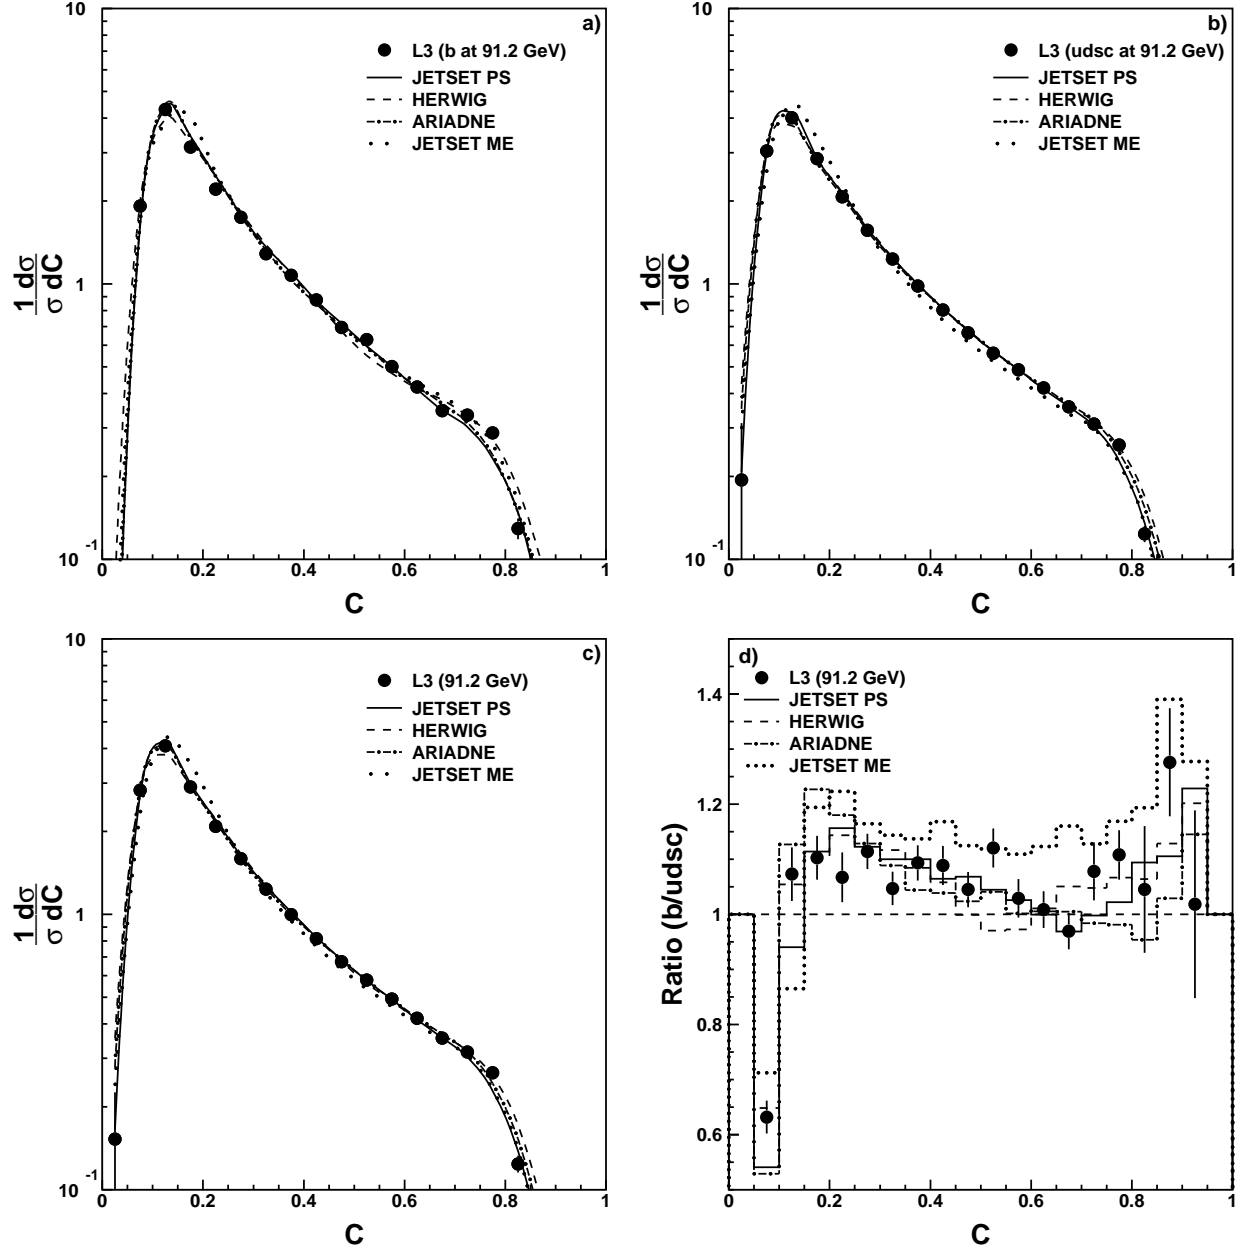 a)
10
1
10 -1
L3 (b at 91.2 GeV)
JETSET PS
HERWIG
ARIADNE
JETSET ME
1 dσ
σ dC
0 0.2 0.4 0.6 0.8 1
C
b)
10
1
10 -1
L3 (udsc at 91.2 GeV)
JETSET PS
HERWIG
ARIADNE
JETSET ME
1 dσ
σ dC
0 0.2 0.4 0.6 0.8 1
C
c)
10
1
10 -1
L3 (91.2 GeV)
JETSET PS
HERWIG
ARIADNE
JETSET ME
1 dσ
σ dC
0 0.2 0.4 0.6 0.8 1
C
d)
L3 (91.2 GeV)
JETSET PS
HERWIG
ARIADNE
JETSET ME
1.4
1.2
1
0.8
0.6
Ratio (b/udsc)
0 0.2 0.4 0.6 0.8 1
C